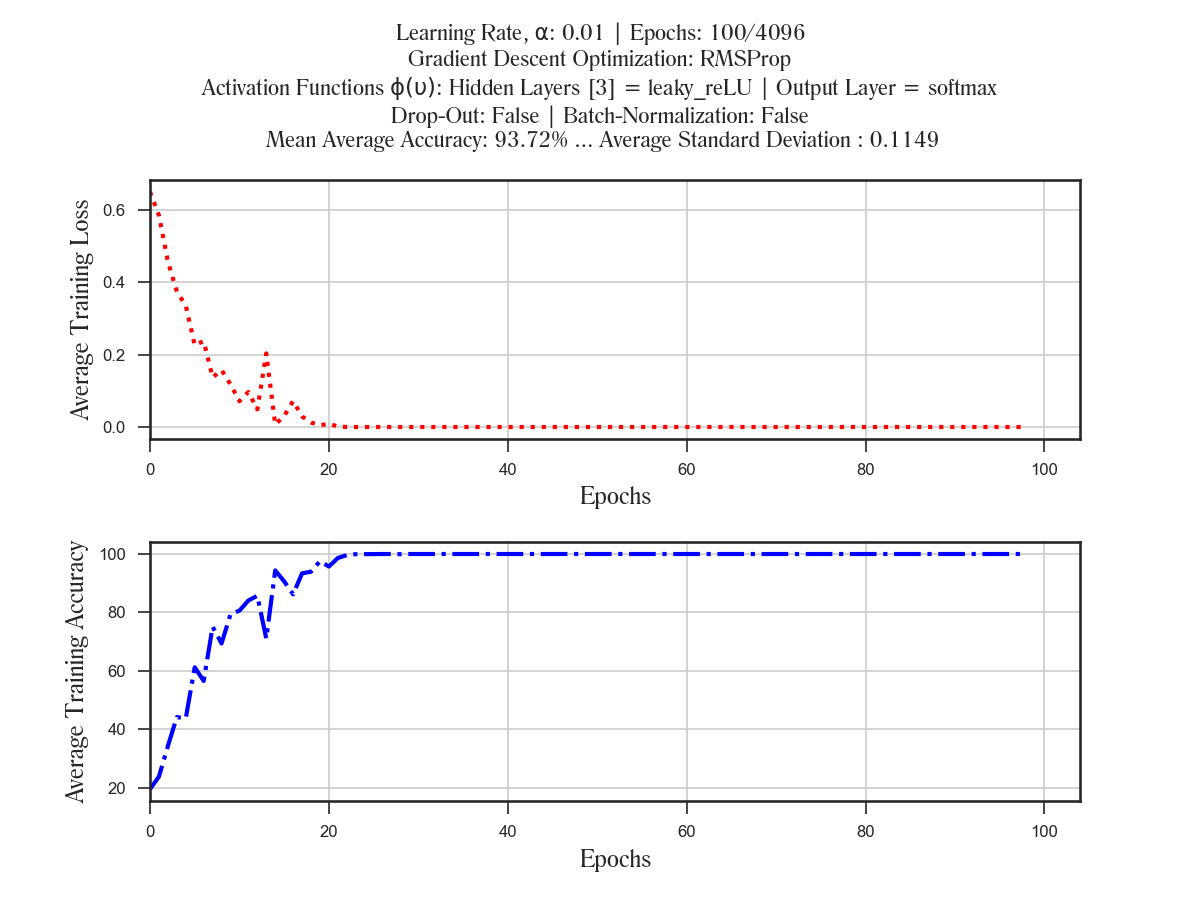 Learning Rate, α: 0.01 | Epochs: 100/4096
Gradient Descent Optimization: RMSProp
Activation Functions ϕ(υ): Hidden Layers [3] = leaky_reLU | Output Layer = softmax
Drop-Out: False | Batch-Normalization: False
Mean Average Accuracy: 93.72% ... Average Standard Deviation : 0.1149
Average Training Loss
0.6
0.4
0.2
0.0
0 20 40 60 80 100
Epochs
Average Training Accuracy
100
80
60
40
20
0 20 40 60 80 100
Epochs